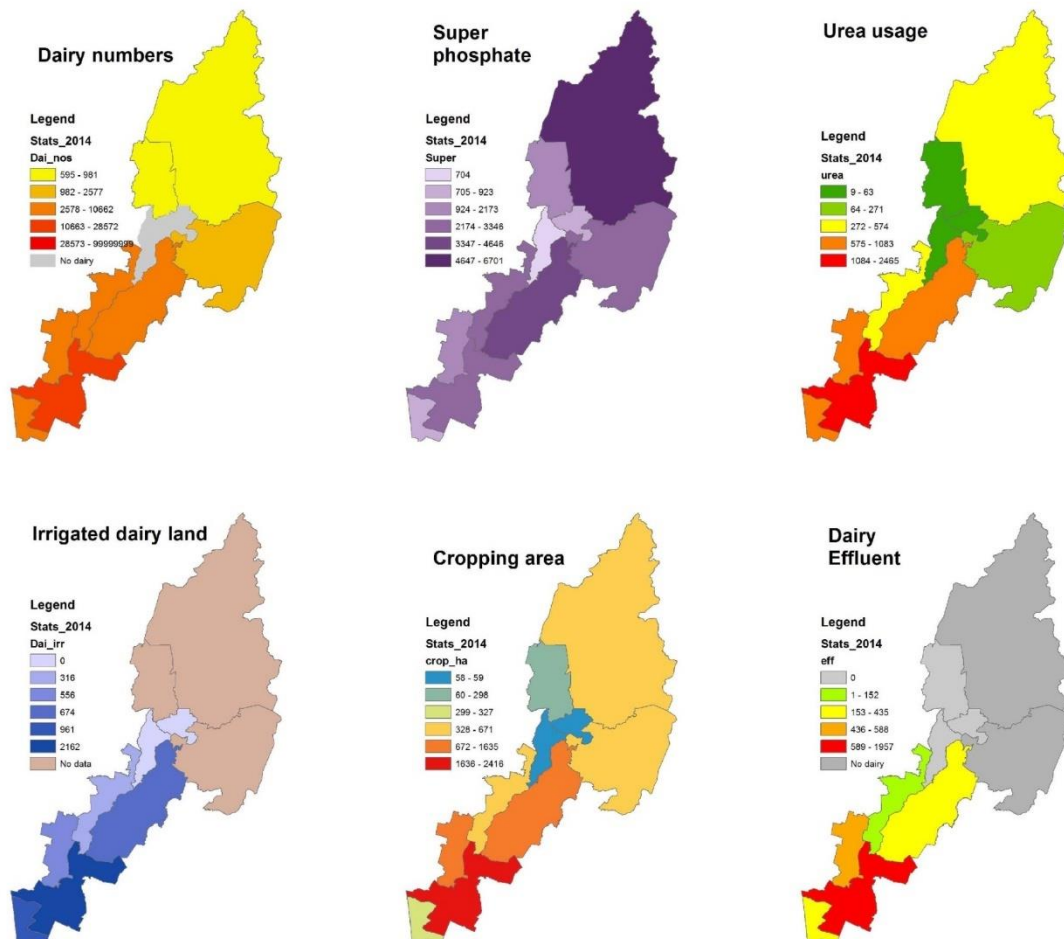 Dairy numbers
Legend
Stats_2014
Dai_nos
595 - 981
982 - 2577
2578 - 10662
10663 - 28572
28573 - 99999999
No dairy
Super
phosphate
Legend
Stats_2014
Super
704
705 - 923
924 - 2173
2174 - 3346
3347 - 4646
4647 - 6701
Urea usage
Legend
Stats_2014
urea
9 - 63
64 - 271
272 - 574
575 - 1083
1084 - 2465
Irrigated dairy land
Legend
Stats_2014
Dai_irr
0
316
556
674
961
2162
No data
Cropping area
Legend
Stats_2014
crop_ha
58 - 59
60 - 298
299 - 327
328 - 671
672 - 1635
1636 - 2416
Dairy
Effluent
Legend
Stats_2014
eff
0
1 - 152
153 - 435
436 - 588
589 - 1957
No dairy